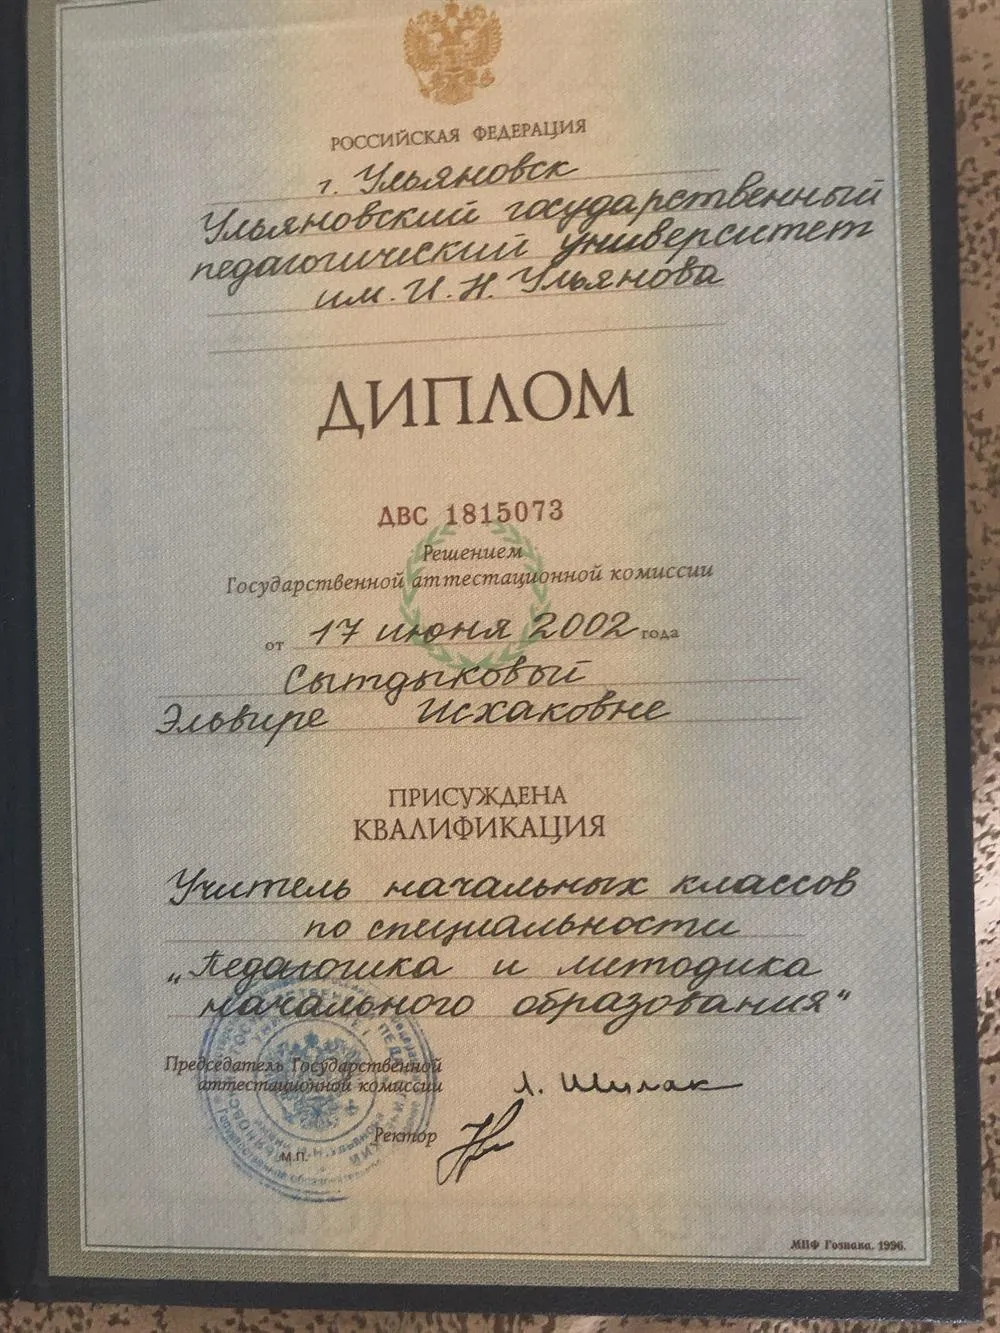 РОССИЙСКАЯ ФЕДЕРАЦИЯ
г. Ульяновск
Ульяновский государственный
педагогический университет
им. И. Н. Ульянова
ДИПЛОМ
ДВС 1815073
Решением
Государственной аттестационной комиссии
от 17 июня 2002 года
Сытдыковый
Эльвире Исхаковне
ПРИСУЖДЕНА
КВАЛИФИКАЦИЯ
Учитель начальных классов
по специальности
„Педагогика и методика
начального образования“
Председатель Государственной
аттестационной комиссии
Ректор
М.П.
МПФ Гознака. 1996.